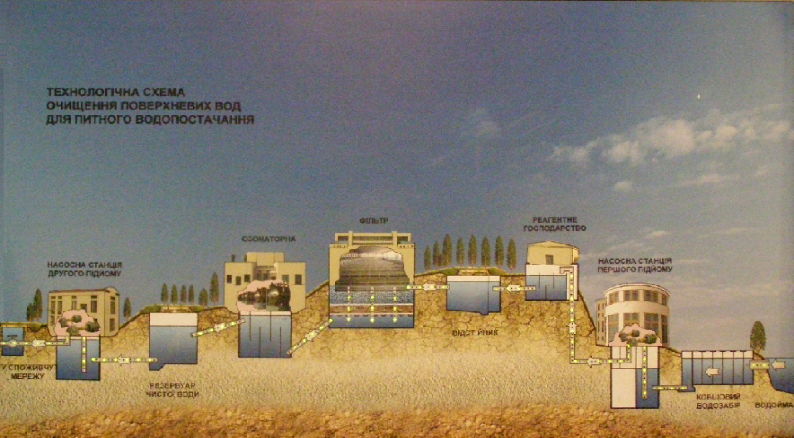 ТЕХНОЛОГІЧНА СХЕМА
ОЧИЩЕННЯ ПОВЕРХНЕВИХ ВОД
ДЛЯ ПИТНОГО ВОДОПОСТАЧАННЯ
НАСОСНА СТАНЦІЯ
ДРУГОГО ПІДЙОМУ
ОЗОНАТОРНА
ФІЛЬТР
РЕАГЕНТНЕ
ГОСПОДАРСТВО
НАСОСНА СТАНЦІЯ
ПЕРШОГО ПІДЙОМУ
ВІДСТІЙНИК
У СПОЖИВЧУ
МЕРЕЖУ
РЕЗЕРВУАР
ЧИСТОЇ ВОДИ
КОВШОВИЙ
ВОДОЗАБІР
ВОДОЙМА